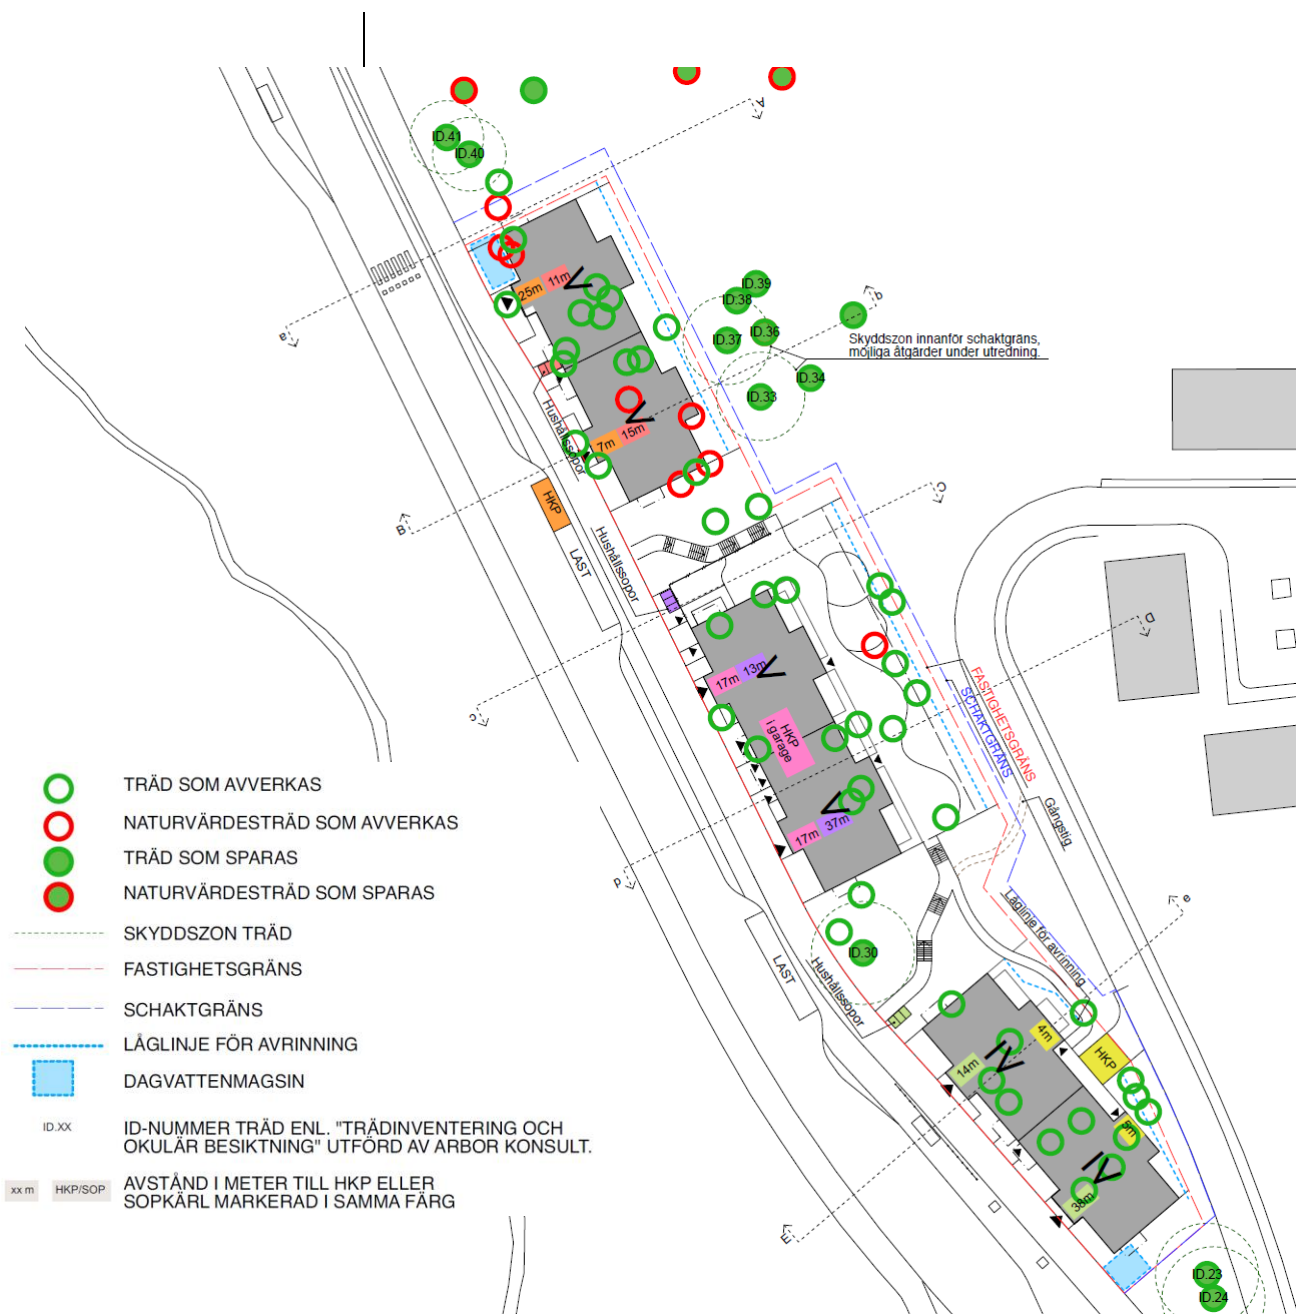 A
ID.41
ID.40
ID.39
ID.38
ID.37
ID.36
b
Skyddszon innanför schaktgräns,
möjliga åtgärder under utredning.
ID.34
ID.33
a
25m
11m
V
V
7m
15m
Hushållssopor
HKP
LAST
B
Hushållssopor
C
D
c
17m
13m
V
HKP
i garage
FASTIGHETSGRÄNS
SCHAKTGRÄNS
V
17m
37m
Gångstig
d
e
Låglinje för avrinning
ID.30
LAST
Hushållssopor
4m
HKP
IV
14m
5m
IV
38m
E
ID.23
ID.24
TRÄD SOM AVVERKAS
NATURVÄRDESTRÄD SOM AVVERKAS
TRÄD SOM SPARAS
NATURVÄRDESTRÄD SOM SPARAS
SKYDDSZON TRÄD
FASTIGHETSGRÄNS
SCHAKTGRÄNS
LÅGLINJE FÖR AVRINNING
DAGVATTENMAGSIN
ID.XX
ID-NUMMER TRÄD ENL. "TRÄDINVENTERING OCH
OKULÄR BESIKTNING" UTFÖRD AV ARBOR KONSULT.
xx m
HKP/SOP
AVSTÅND I METER TILL HKP ELLER
SOPKÄRL MARKERAD I SAMMA FÄRG